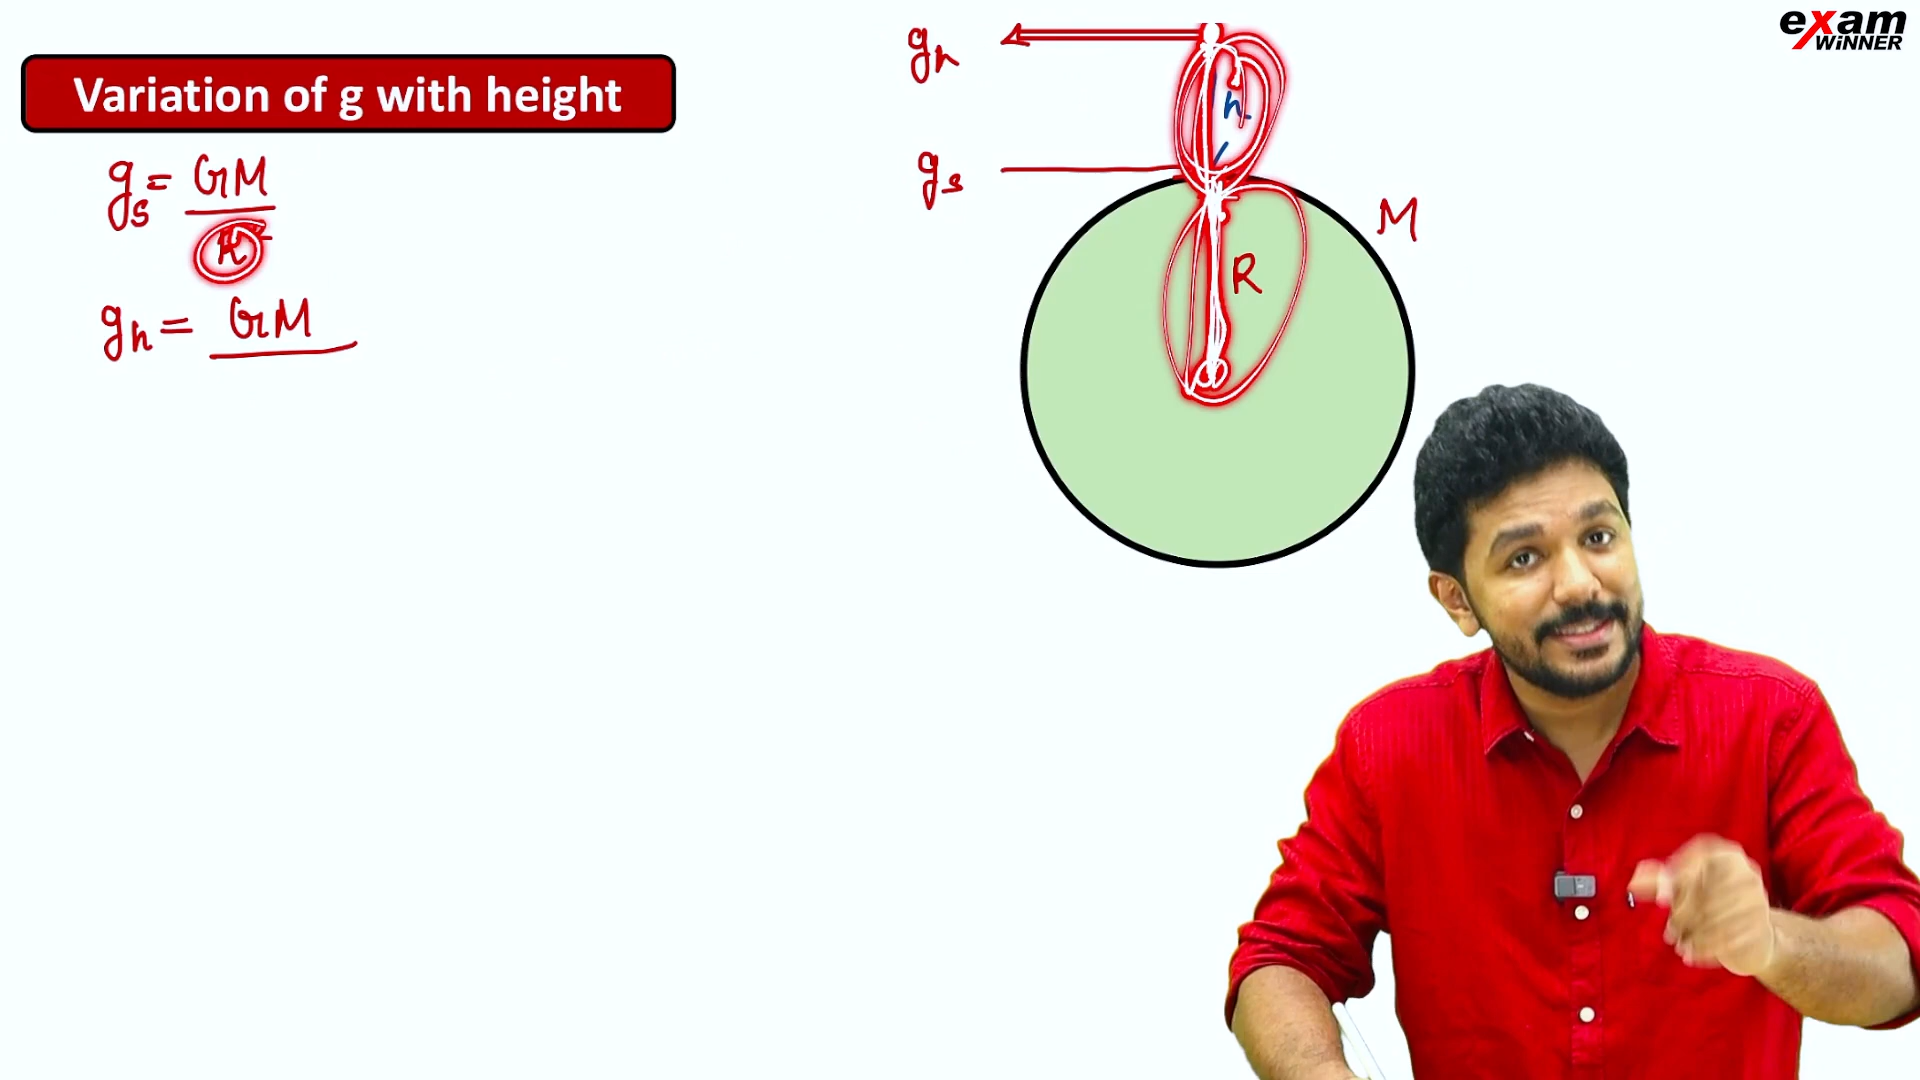 exam
WINNER
Variation of g with height
gₛ = GM
R²
gₕ = GM
gₕ
h
gₛ
M
R